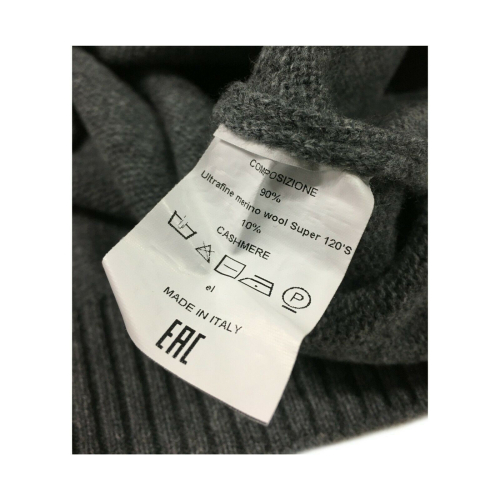 COMPOSIZIONE
90%
Ultrafine merino wool Super 120'S
10%
CASHMERE
P
el
MADE IN ITALY
EAC